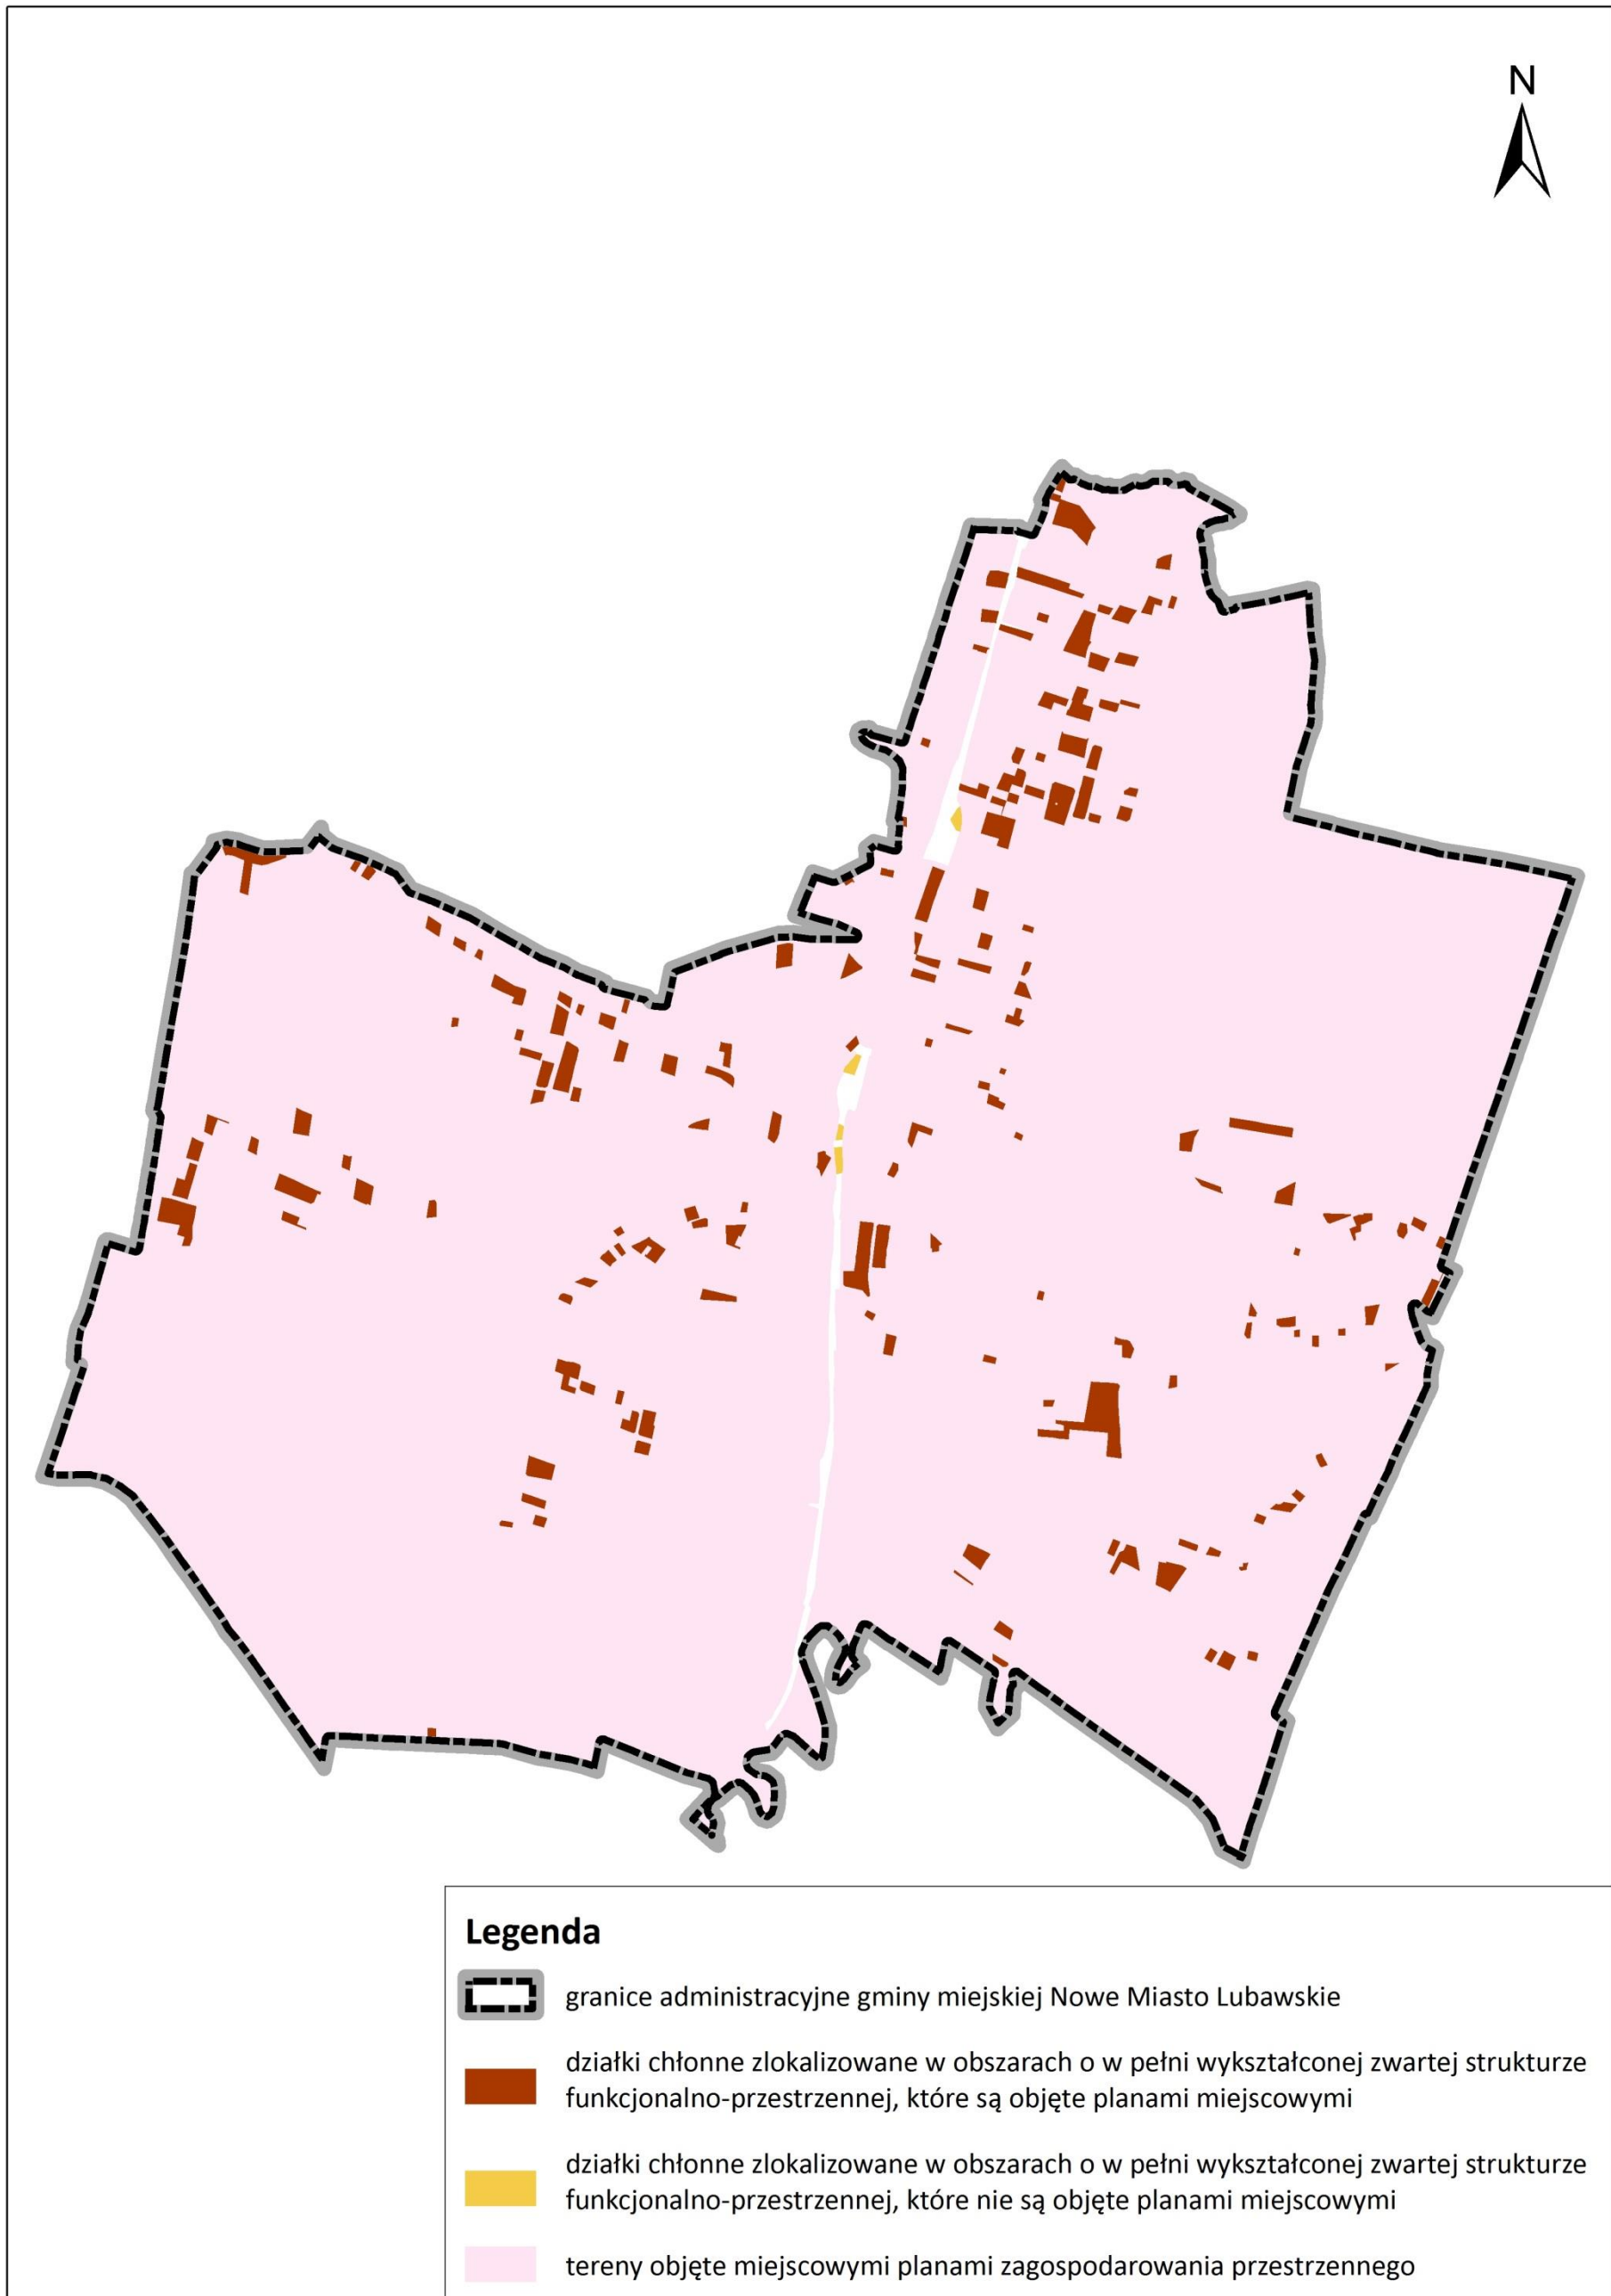 N
Legenda
granice administracyjne gminy miejskiej Nowe Miasto Lubawskie
działki chłonne zlokalizowane w obszarach o w pełni wykształconej zwartej strukturze
funkcjonalno-przestrzennej, które są objęte planami miejscowymi
działki chłonne zlokalizowane w obszarach o w pełni wykształconej zwartej strukturze
funkcjonalno-przestrzennej, które nie są objęte planami miejscowymi
tereny objęte miejscowymi planami zagospodarowania przestrzennego